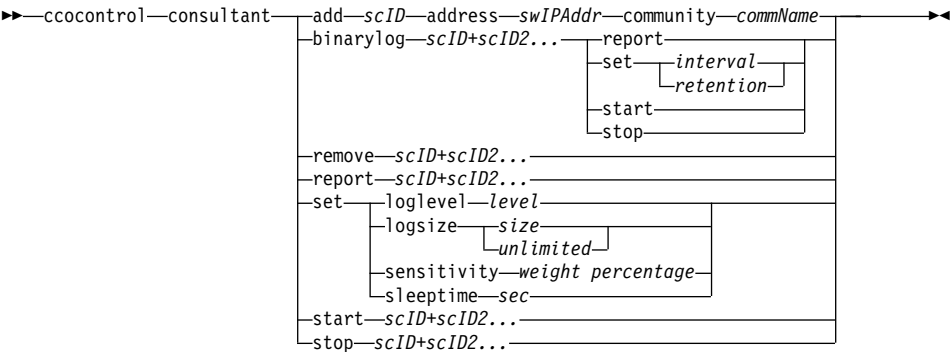 ccocontrol consultant add scID address swIPAddr community commName
binarylog scID+scID2... report
set interval
retention
start
stop
remove scID+scID2...
report scID+scID2...
set loglevel level
logsize size
unlimited
sensitivity weight percentage
sleeptime sec
start scID+scID2...
stop scID+scID2...